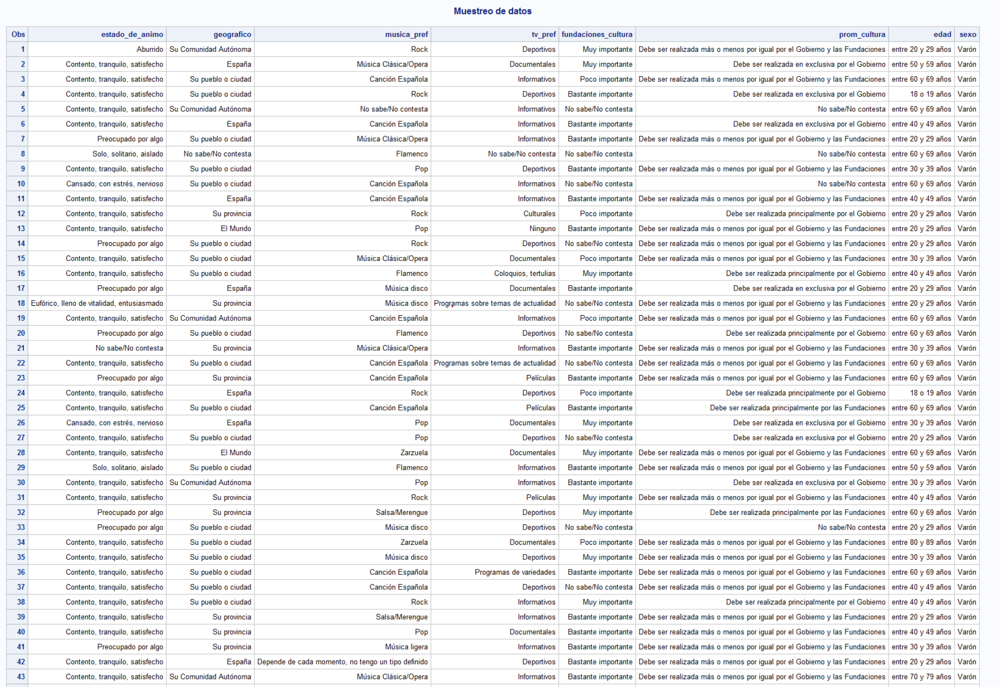 Muestreo de datos
Obs estado_de_animo geografico musica_pref tv_pref fundaciones_cultura prom_cultura edad sexo
1 Aburrido Su Comunidad Autónoma Rock Deportivos Muy importante Debe ser realizada más o menos por igual por el Gobierno y las Fundaciones entre 20 y 29 años Varón
2 Contento, tranquilo, satisfecho España Música Clásica/Opera Documentales Muy importante Debe ser realizada en exclusiva por el Gobierno entre 50 y 59 años Varón
3 Contento, tranquilo, satisfecho Su pueblo o ciudad Canción Española Informativos Poco importante Debe ser realizada más o menos por igual por el Gobierno y las Fundaciones entre 60 y 69 años Varón
4 Contento, tranquilo, satisfecho Su pueblo o ciudad Rock Deportivos Bastante importante Debe ser realizada en exclusiva por el Gobierno 18 o 19 años Varón
5 Contento, tranquilo, satisfecho Su Comunidad Autónoma No sabe/No contesta Informativos No sabe/No contesta No sabe/No contesta entre 60 y 69 años Varón
6 Contento, tranquilo, satisfecho España Canción Española Informativos Bastante importante Debe ser realizada en exclusiva por el Gobierno entre 40 y 49 años Varón
7 Preocupado por algo Su pueblo o ciudad Música Clásica/Opera Informativos Bastante importante Debe ser realizada más o menos por igual por el Gobierno y las Fundaciones entre 20 y 29 años Varón
8 Solo, solitario, aislado No sabe/No contesta Flamenco No sabe/No contesta No sabe/No contesta No sabe/No contesta entre 60 y 69 años Varón
9 Contento, tranquilo, satisfecho Su pueblo o ciudad Pop Deportivos Bastante importante Debe ser realizada más o menos por igual por el Gobierno y las Fundaciones entre 30 y 39 años Varón
10 Cansado, con estrés, nervioso Su pueblo o ciudad Canción Española Informativos No sabe/No contesta No sabe/No contesta entre 60 y 69 años Varón
11 Contento, tranquilo, satisfecho España Canción Española Informativos Bastante importante Debe ser realizada más o menos por igual por el Gobierno y las Fundaciones entre 40 y 49 años Varón
12 Contento, tranquilo, satisfecho Su provincia Rock Culturales Poco importante Debe ser realizada principalmente por el Gobierno entre 20 y 29 años Varón
13 Contento, tranquilo, satisfecho El Mundo Pop Ninguno Bastante importante Debe ser realizada más o menos por igual por el Gobierno y las Fundaciones entre 20 y 29 años Varón
14 Preocupado por algo Su pueblo o ciudad Rock Deportivos No sabe/No contesta Debe ser realizada más o menos por igual por el Gobierno y las Fundaciones entre 20 y 29 años Varón
15 Contento, tranquilo, satisfecho Su pueblo o ciudad Música Clásica/Opera Documentales Poco importante Debe ser realizada más o menos por igual por el Gobierno y las Fundaciones entre 30 y 39 años Varón
16 Contento, tranquilo, satisfecho Su pueblo o ciudad Flamenco Coloquios, tertulias Muy importante Debe ser realizada principalmente por el Gobierno entre 40 y 49 años Varón
17 Preocupado por algo España Música disco Documentales Bastante importante Debe ser realizada en exclusiva por el Gobierno entre 20 y 29 años Varón
18 Eufórico, lleno de vitalidad, entusiasmado Su provincia Música disco Programas sobre temas de actualidad No sabe/No contesta Debe ser realizada más o menos por igual por el Gobierno y las Fundaciones entre 20 y 29 años Varón
19 Contento, tranquilo, satisfecho Su Comunidad Autónoma Canción Española Informativos Poco importante Debe ser realizada más o menos por igual por el Gobierno y las Fundaciones entre 60 y 69 años Varón
20 Preocupado por algo Su pueblo o ciudad Flamenco Deportivos No sabe/No contesta Debe ser realizada principalmente por el Gobierno entre 60 y 69 años Varón
21 No sabe/No contesta Su provincia Música Clásica/Opera Informativos Bastante importante Debe ser realizada más o menos por igual por el Gobierno y las Fundaciones entre 30 y 39 años Varón
22 Contento, tranquilo, satisfecho Su pueblo o ciudad Canción Española Programas sobre temas de actualidad No sabe/No contesta Debe ser realizada más o menos por igual por el Gobierno y las Fundaciones entre 60 y 69 años Varón
23 Preocupado por algo Su provincia Canción Española Películas Bastante importante Debe ser realizada más o menos por igual por el Gobierno y las Fundaciones entre 60 y 69 años Varón
24 Contento, tranquilo, satisfecho España Rock Deportivos Poco importante Debe ser realizada principalmente por el Gobierno 18 o 19 años Varón
25 Contento, tranquilo, satisfecho Su pueblo o ciudad Canción Española Películas Bastante importante Debe ser realizada principalmente por las Fundaciones entre 60 y 69 años Varón
26 Cansado, con estrés, nervioso España Pop Documentales Muy importante Debe ser realizada en exclusiva por el Gobierno entre 30 y 39 años Varón
27 Contento, tranquilo, satisfecho Su pueblo o ciudad Pop Deportivos No sabe/No contesta Debe ser realizada en exclusiva por el Gobierno entre 20 y 29 años Varón
28 Contento, tranquilo, satisfecho El Mundo Zarzuela Documentales Muy importante Debe ser realizada más o menos por igual por el Gobierno y las Fundaciones entre 60 y 69 años Varón
29 Solo, solitario, aislado Su pueblo o ciudad Flamenco Informativos Bastante importante Debe ser realizada más o menos por igual por el Gobierno y las Fundaciones entre 50 y 59 años Varón
30 Contento, tranquilo, satisfecho Su Comunidad Autónoma Pop Informativos Bastante importante Debe ser realizada en exclusiva por el Gobierno entre 30 y 39 años Varón
31 Contento, tranquilo, satisfecho Su provincia Rock Películas Muy importante Debe ser realizada más o menos por igual por el Gobierno y las Fundaciones entre 40 y 49 años Varón
32 Preocupado por algo Su provincia Salsa/Merengue Deportivos Muy importante Debe ser realizada principalmente por las Fundaciones entre 60 y 69 años Varón
33 Preocupado por algo Su pueblo o ciudad Música disco Deportivos No sabe/No contesta No sabe/No contesta entre 20 y 29 años Varón
34 Contento, tranquilo, satisfecho Su pueblo o ciudad Zarzuela Documentales Poco importante Debe ser realizada más o menos por igual por el Gobierno y las Fundaciones entre 80 y 89 años Varón
35 Contento, tranquilo, satisfecho Su pueblo o ciudad Música disco Deportivos Muy importante Debe ser realizada más o menos por igual por el Gobierno y las Fundaciones entre 30 y 39 años Varón
36 Contento, tranquilo, satisfecho Su pueblo o ciudad Canción Española Programas de variedades Bastante importante Debe ser realizada más o menos por igual por el Gobierno y las Fundaciones entre 60 y 69 años Varón
37 Contento, tranquilo, satisfecho Su pueblo o ciudad Canción Española Deportivos No sabe/No contesta Debe ser realizada más o menos por igual por el Gobierno y las Fundaciones entre 40 y 49 años Varón
38 Contento, tranquilo, satisfecho Su pueblo o ciudad Rock Informativos Muy importante Debe ser realizada principalmente por el Gobierno entre 40 y 49 años Varón
39 Contento, tranquilo, satisfecho Su provincia Salsa/Merengue Informativos Bastante importante Debe ser realizada más o menos por igual por el Gobierno y las Fundaciones entre 20 y 29 años Varón
40 Contento, tranquilo, satisfecho Su provincia Pop Documentales Bastante importante Debe ser realizada más o menos por igual por el Gobierno y las Fundaciones entre 40 y 49 años Varón
41 Preocupado por algo Su provincia Música ligera Informativos Bastante importante Debe ser realizada más o menos por igual por el Gobierno y las Fundaciones entre 30 y 39 años Varón
42 Contento, tranquilo, satisfecho España Depende de cada momento, no tengo un tipo definido Deportivos Bastante importante Debe ser realizada más o menos por igual por el Gobierno y las Fundaciones entre 20 y 29 años Varón
43 Contento, tranquilo, satisfecho Su Comunidad Autónoma Música Clásica/Opera Informativos Bastante importante Debe ser realizada más o menos por igual por el Gobierno y las Fundaciones entre 70 y 79 años Varón